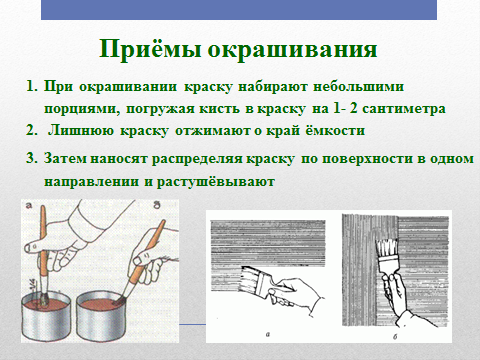 Приёмы окрашивания
1. При окрашивании краску набирают небольшими
порциями, погружая кисть в краску на 1- 2 сантиметра
2. Лишнюю краску отжимают о край ёмкости
3. Затем наносят распределяя краску по поверхности в одном
направлении и растушёвывают
а б
а
б